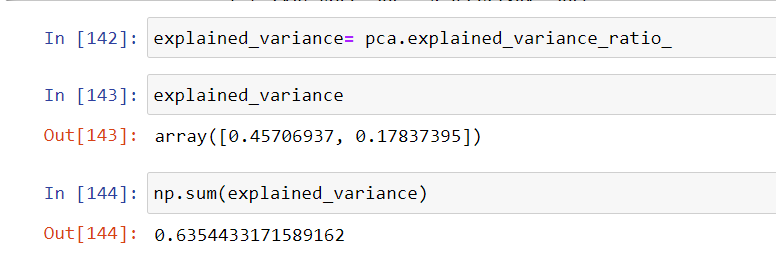 In [142]: explained_variance= pca.explained_variance_ratio_
In [143]: explained_variance
Out[143]: array([0.45706937, 0.17837395])
In [144]: np.sum(explained_variance)
Out[144]: 0.6354433171589162